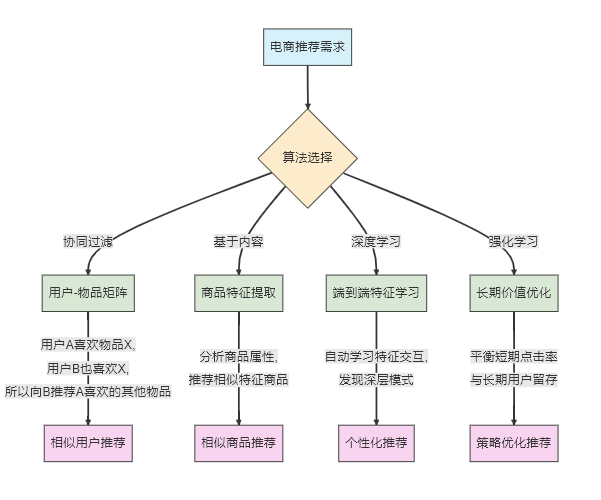 电商推荐需求
算法选择
协同过滤
基于内容
深度学习
强化学习
用户-物品矩阵
商品特征提取
端到端特征学习
长期价值优化
用户A喜欢物品X,
用户B也喜欢X,
所以向B推荐A喜欢的其他物品
分析商品属性,
推荐相似特征商品
自动学习特征交互,
发现深层模式
平衡短期点击率
与长期用户留存
相似用户推荐
相似商品推荐
个性化推荐
策略优化推荐